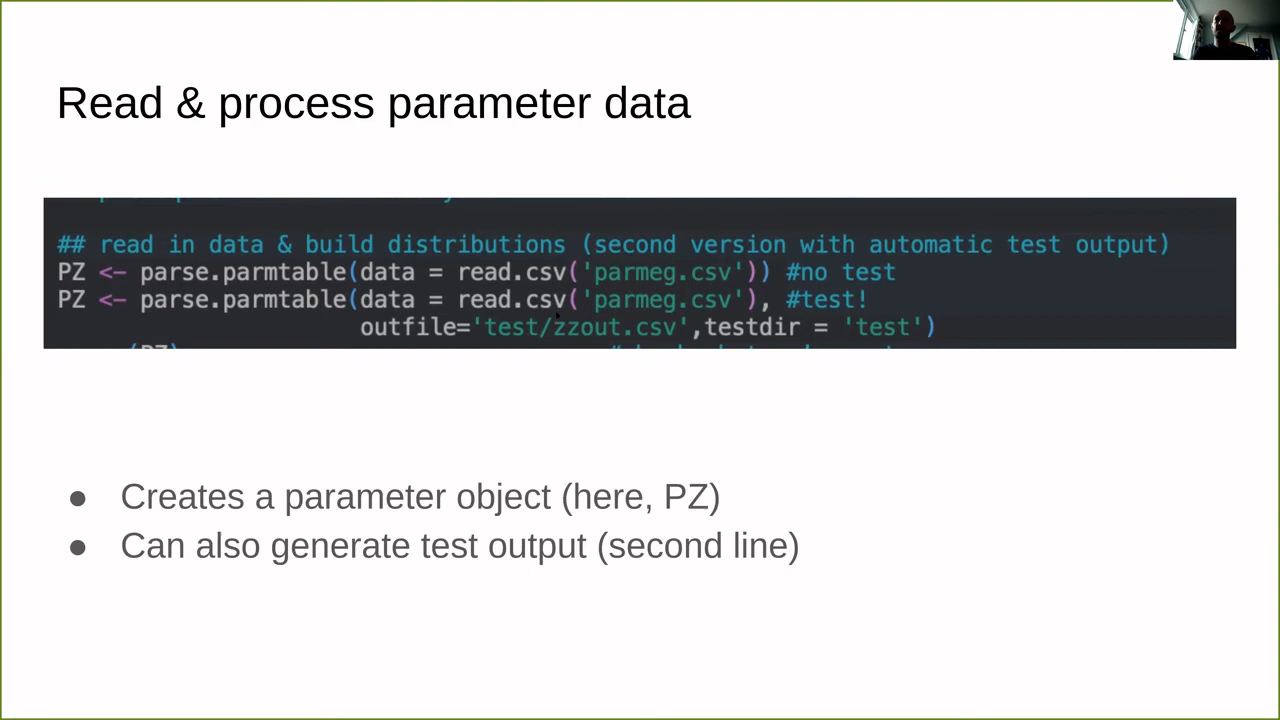 Read & process parameter data
## read in data & build distributions (second version with automatic test output)
PZ <- parse.parmtable(data = read.csv('parmeg.csv')) #no test
PZ <- parse.parmtable(data = read.csv('parmeg.csv'), #test!
outfile='test/zzout.csv',testdir = 'test')
● Creates a parameter object (here, PZ)
● Can also generate test output (second line)